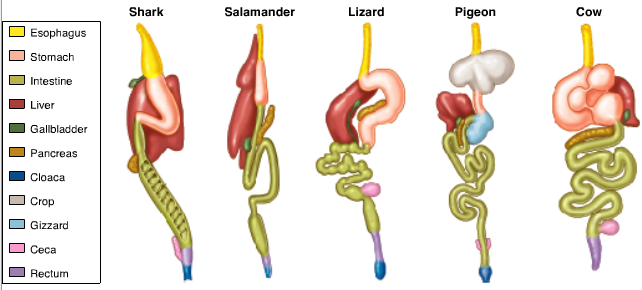 Shark
Salamander
Lizard
Pigeon
Cow
Esophagus
Stomach
Intestine
Liver
Gallbladder
Pancreas
Cloaca
Crop
Gizzard
Ceca
Rectum